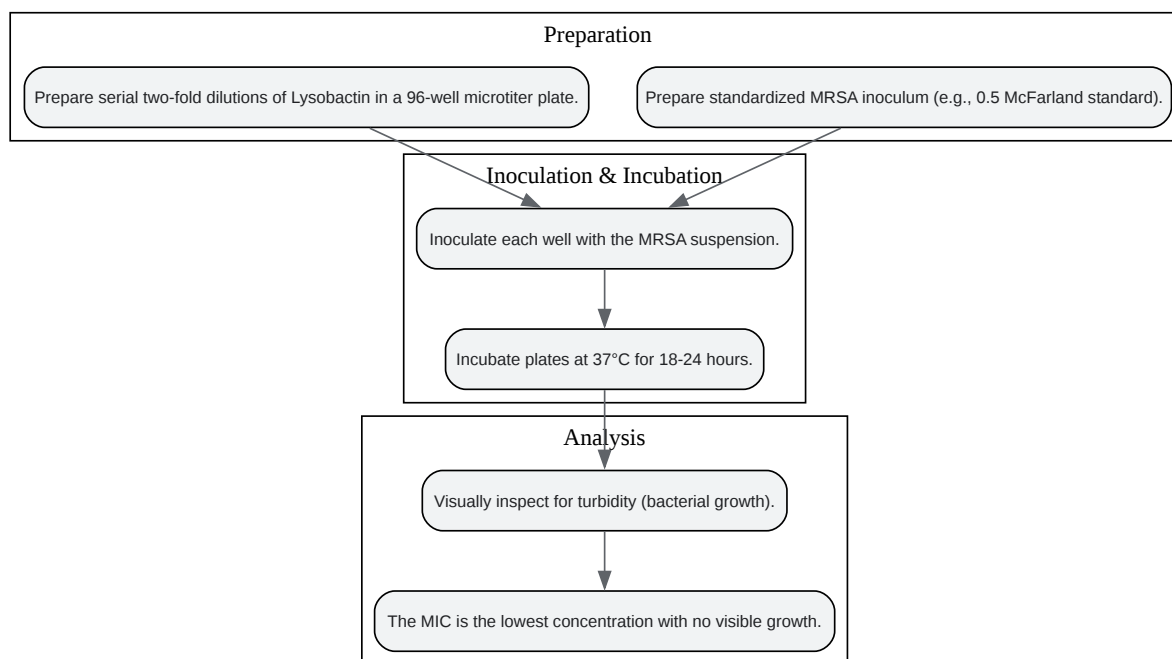 Preparation
Prepare serial two-fold dilutions of Lysobactin in a 96-well microtiter plate.
Prepare standardized MRSA inoculum (e.g., 0.5 McFarland standard).
Inoculation & Incubation
Inoculate each well with the MRSA suspension.
Incubate plates at 37°C for 18-24 hours.
Analysis
Visually inspect for turbidity (bacterial growth).
The MIC is the lowest concentration with no visible growth.